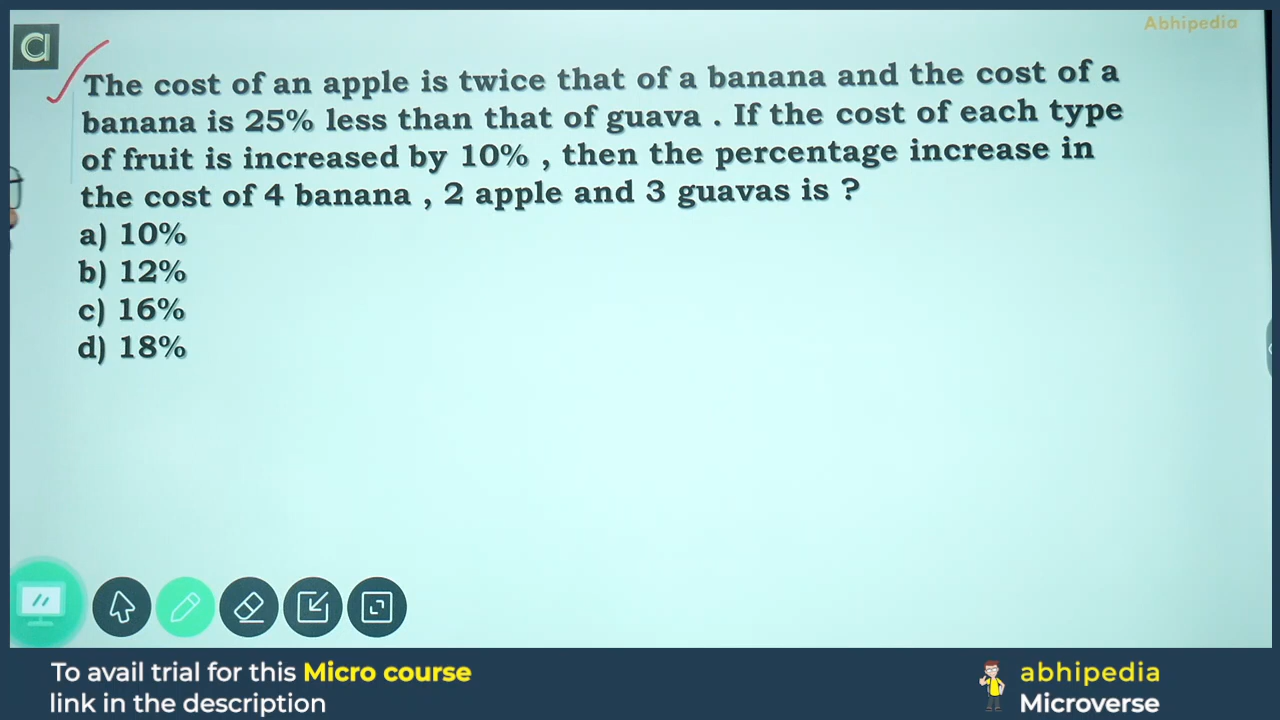 Abhipedia
a
The cost of an apple is twice that of a banana and the cost of a
banana is 25% less than that of guava . If the cost of each type
of fruit is increased by 10% , then the percentage increase in
the cost of 4 banana , 2 apple and 3 guavas is ?
a) 10%
b) 12%
c) 16%
d) 18%
To avail trial for this Micro course
link in the description
abhipedia
Microverse